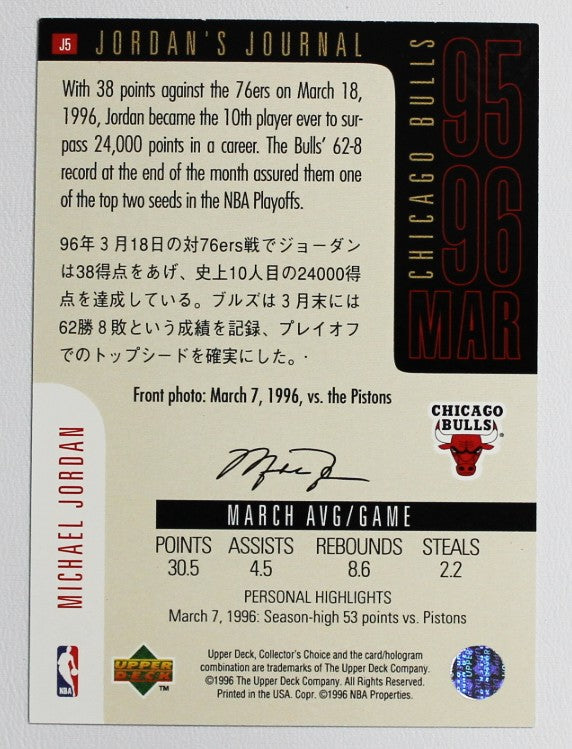 J5 JORDAN'S JOURNAL
With 38 points against the 76ers on March 18,
1996, Jordan became the 10th player ever to sur-
pass 24,000 points in a career. The Bulls' 62-8
record at the end of the month assured them one
of the top two seeds in the NBA Playoffs.
96年3月18日の対76ers戦でジョーダン
は38得点をあげ、史上10人目の24000得
点を達成している。ブルズは3月末には
62勝8敗という成績を記録、プレイオフ
でのトップシードを確実にした。·
Front photo: March 7, 1996, vs. the Pistons
CHICAGO BULLS
95
96
MAR
CHICAGO
BULLS
®
MICHAEL JORDAN
MARCH AVG/GAME
POINTS ASSISTS REBOUNDS STEALS
30.5 4.5 8.6 2.2
PERSONAL HIGHLIGHTS
March 7, 1996: Season-high 53 points vs. Pistons
NBA
UPPER
DECK
™
Upper Deck, Collector's Choice and the card/hologram
combination are trademarks of The Upper Deck Company.
©1996 The Upper Deck Company. All Rights Reserved.
Printed in the USA. Copr. ©1996 NBA Properties.